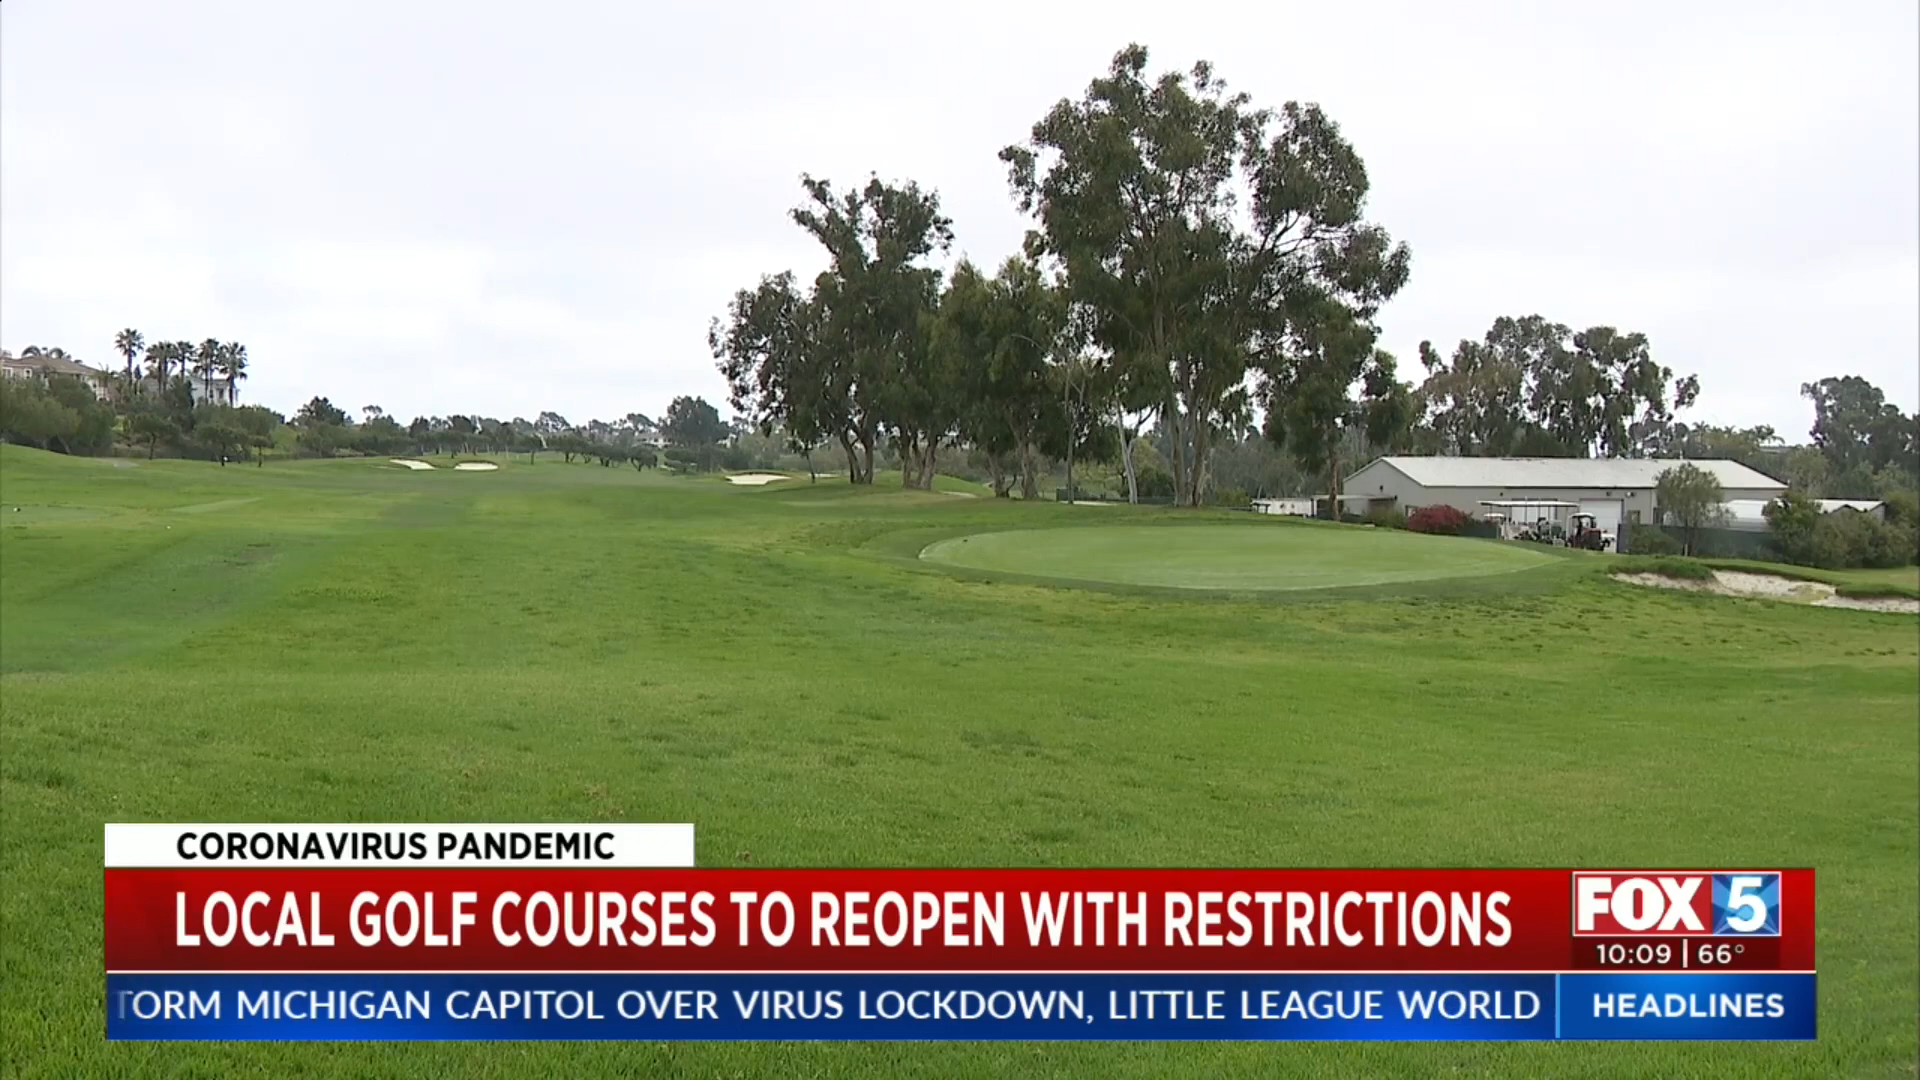 CORONAVIRUS PANDEMIC
LOCAL GOLF COURSES TO REOPEN WITH RESTRICTIONS
FOX 5
10:09 | 66°
TORM MICHIGAN CAPITOL OVER VIRUS LOCKDOWN, LITTLE LEAGUE WORLD
HEADLINES